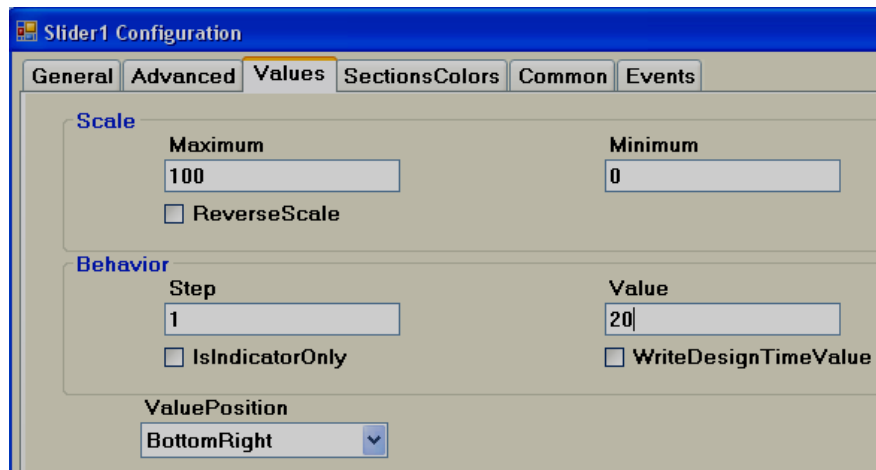 Slider1 Configuration
General Advanced Values SectionsColors Common Events
Scale
Maximum Minimum
100 0
ReverseScale
Behavior
Step Value
1 20
IsIndicatorOnly WriteDesignTimeValue
ValuePosition
BottomRight